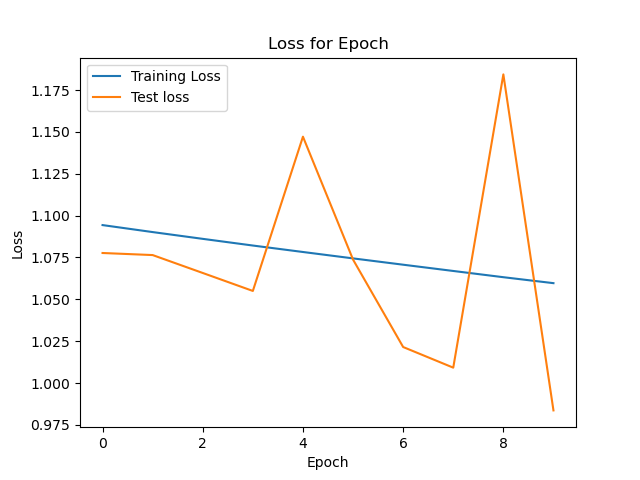 Loss for Epoch
Training Loss
Test loss
Loss
1.175
1.150
1.125
1.100
1.075
1.050
1.025
1.000
0.975
0 2 4 6 8
Epoch